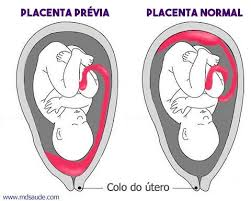 PLACENTA PRÉVIA
PLACENTA NORMAL
Colo do útero
www.mdsaude.com